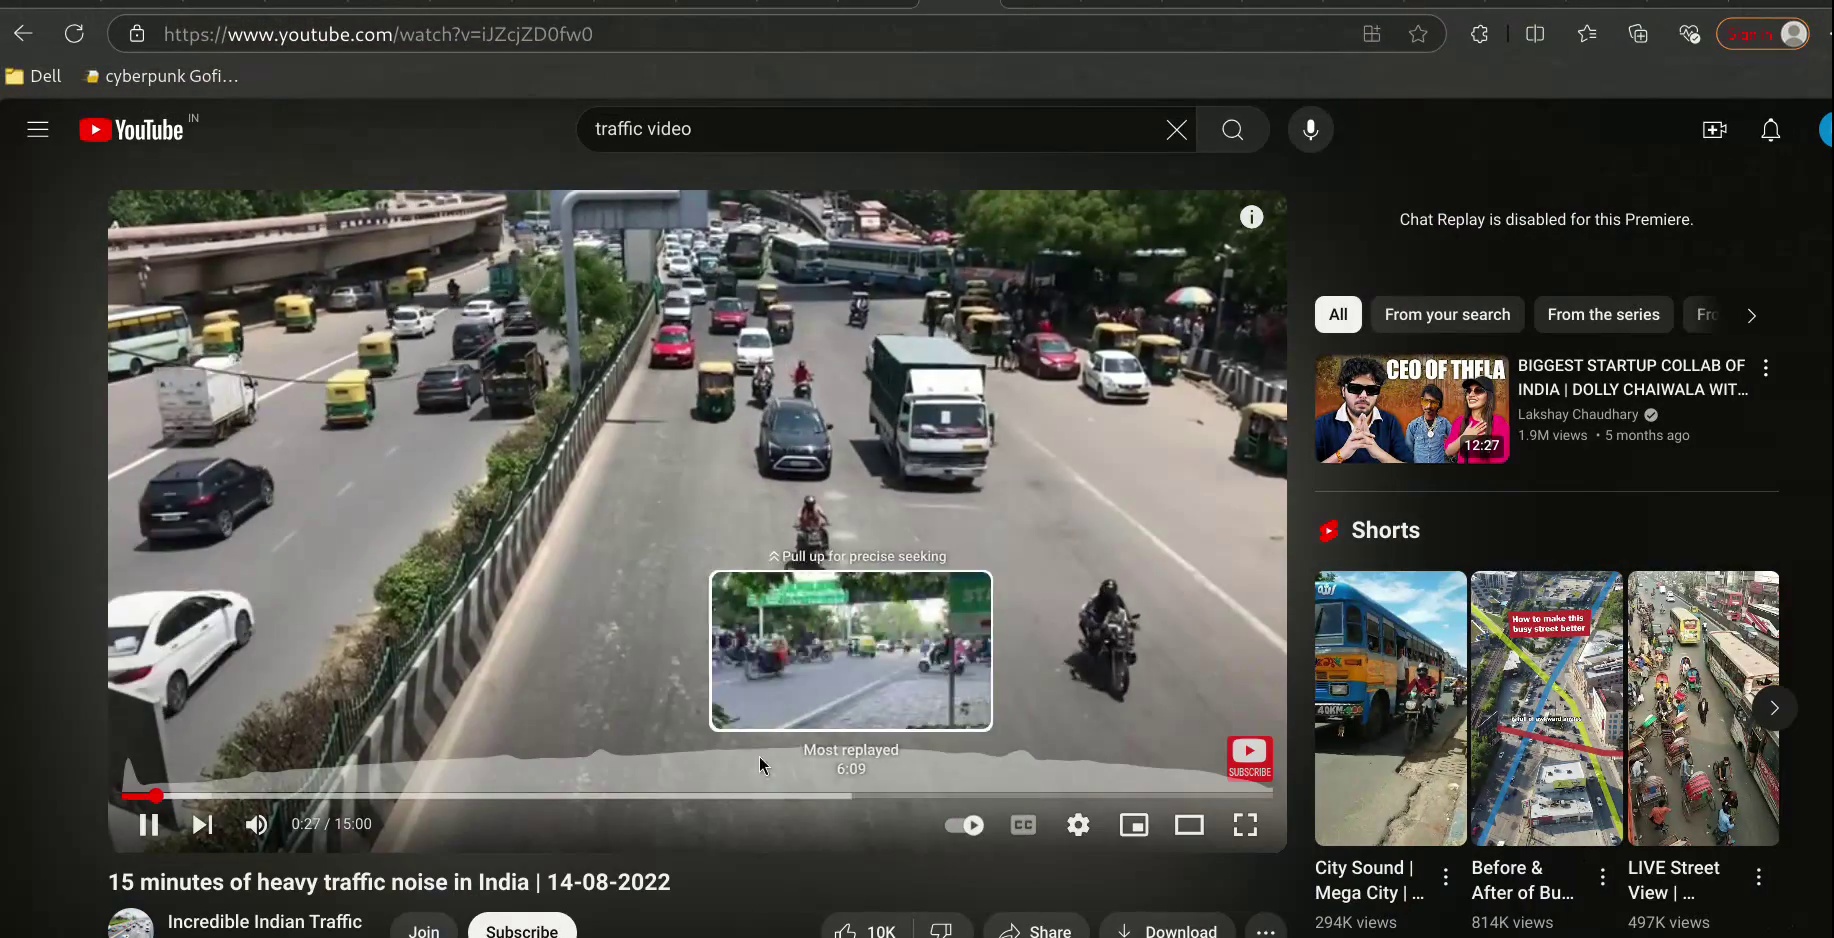 https://www.youtube.com/watch?v=iJZcjZD0fw0
Sign in
Dell
cyberpunk Gofi...
YouTube IN
traffic video
Chat Replay is disabled for this Premiere.
All
From your search
From the series
Fro
CEO OF THELA
12:27
BIGGEST STARTUP COLLAB OF
INDIA | DOLLY CHAIWALA WIT...
Lakshay Chaudhary
1.9M views • 5 months ago
Shorts
How to make this
busy street better
Pull up for precise seeking
Most replayed
6:09
SUBSCRIBE
0:27 / 15:00
CC
City Sound |
Mega City | ...
294K views
Before &
After of Bu...
814K views
LIVE Street
View | ...
497K views
15 minutes of heavy traffic noise in India | 14-08-2022
Incredible Indian Traffic
Join
Subscribe
10K
Share
Download